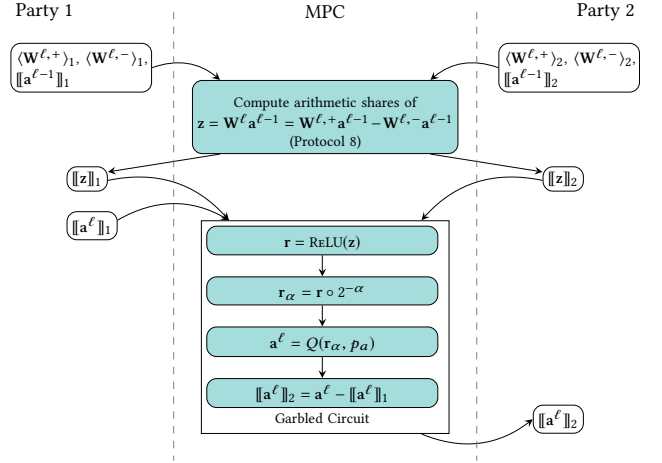 Party 1 MPC Party 2
⟨W^{ℓ,+}⟩₁, ⟨W^{ℓ,−}⟩₁,
⟦a^{ℓ−1}⟧₁
⟨W^{ℓ,+}⟩₂, ⟨W^{ℓ,−}⟩₂,
⟦a^{ℓ−1}⟧₂
Compute arithmetic shares of
z = W^ℓ a^{ℓ−1} = W^{ℓ,+} a^{ℓ−1} − W^{ℓ,−} a^{ℓ−1}
(Protocol 8)
⟦z⟧₁
⟦z⟧₂
⟦a^ℓ⟧₁
r = RELU(z)
r_α = r ∘ 2^{−α}
a^ℓ = Q(r_α, p_a)
⟦a^ℓ⟧₂ = a^ℓ − ⟦a^ℓ⟧₁
Garbled Circuit
⟦a^ℓ⟧₂